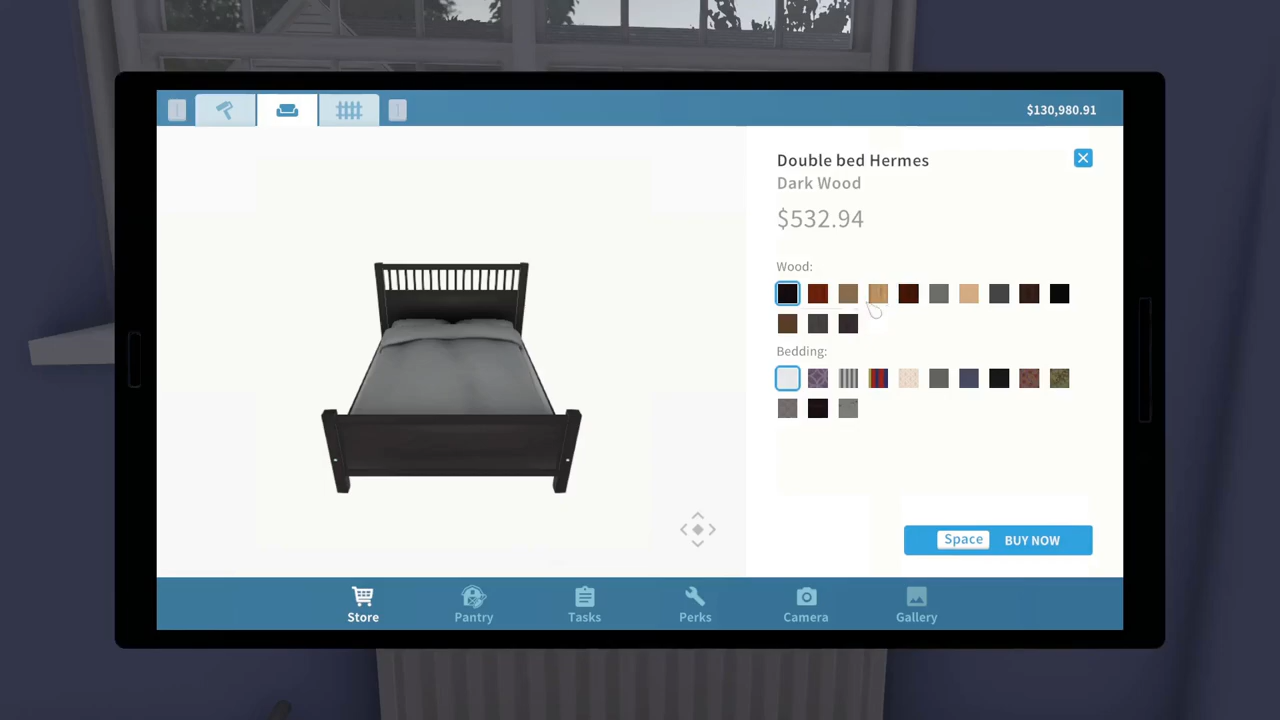 $130,980.91
Double bed Hermes
Dark Wood
$532.94
Wood:
Bedding:
Space BUY NOW
Store Pantry Tasks Perks Camera Gallery